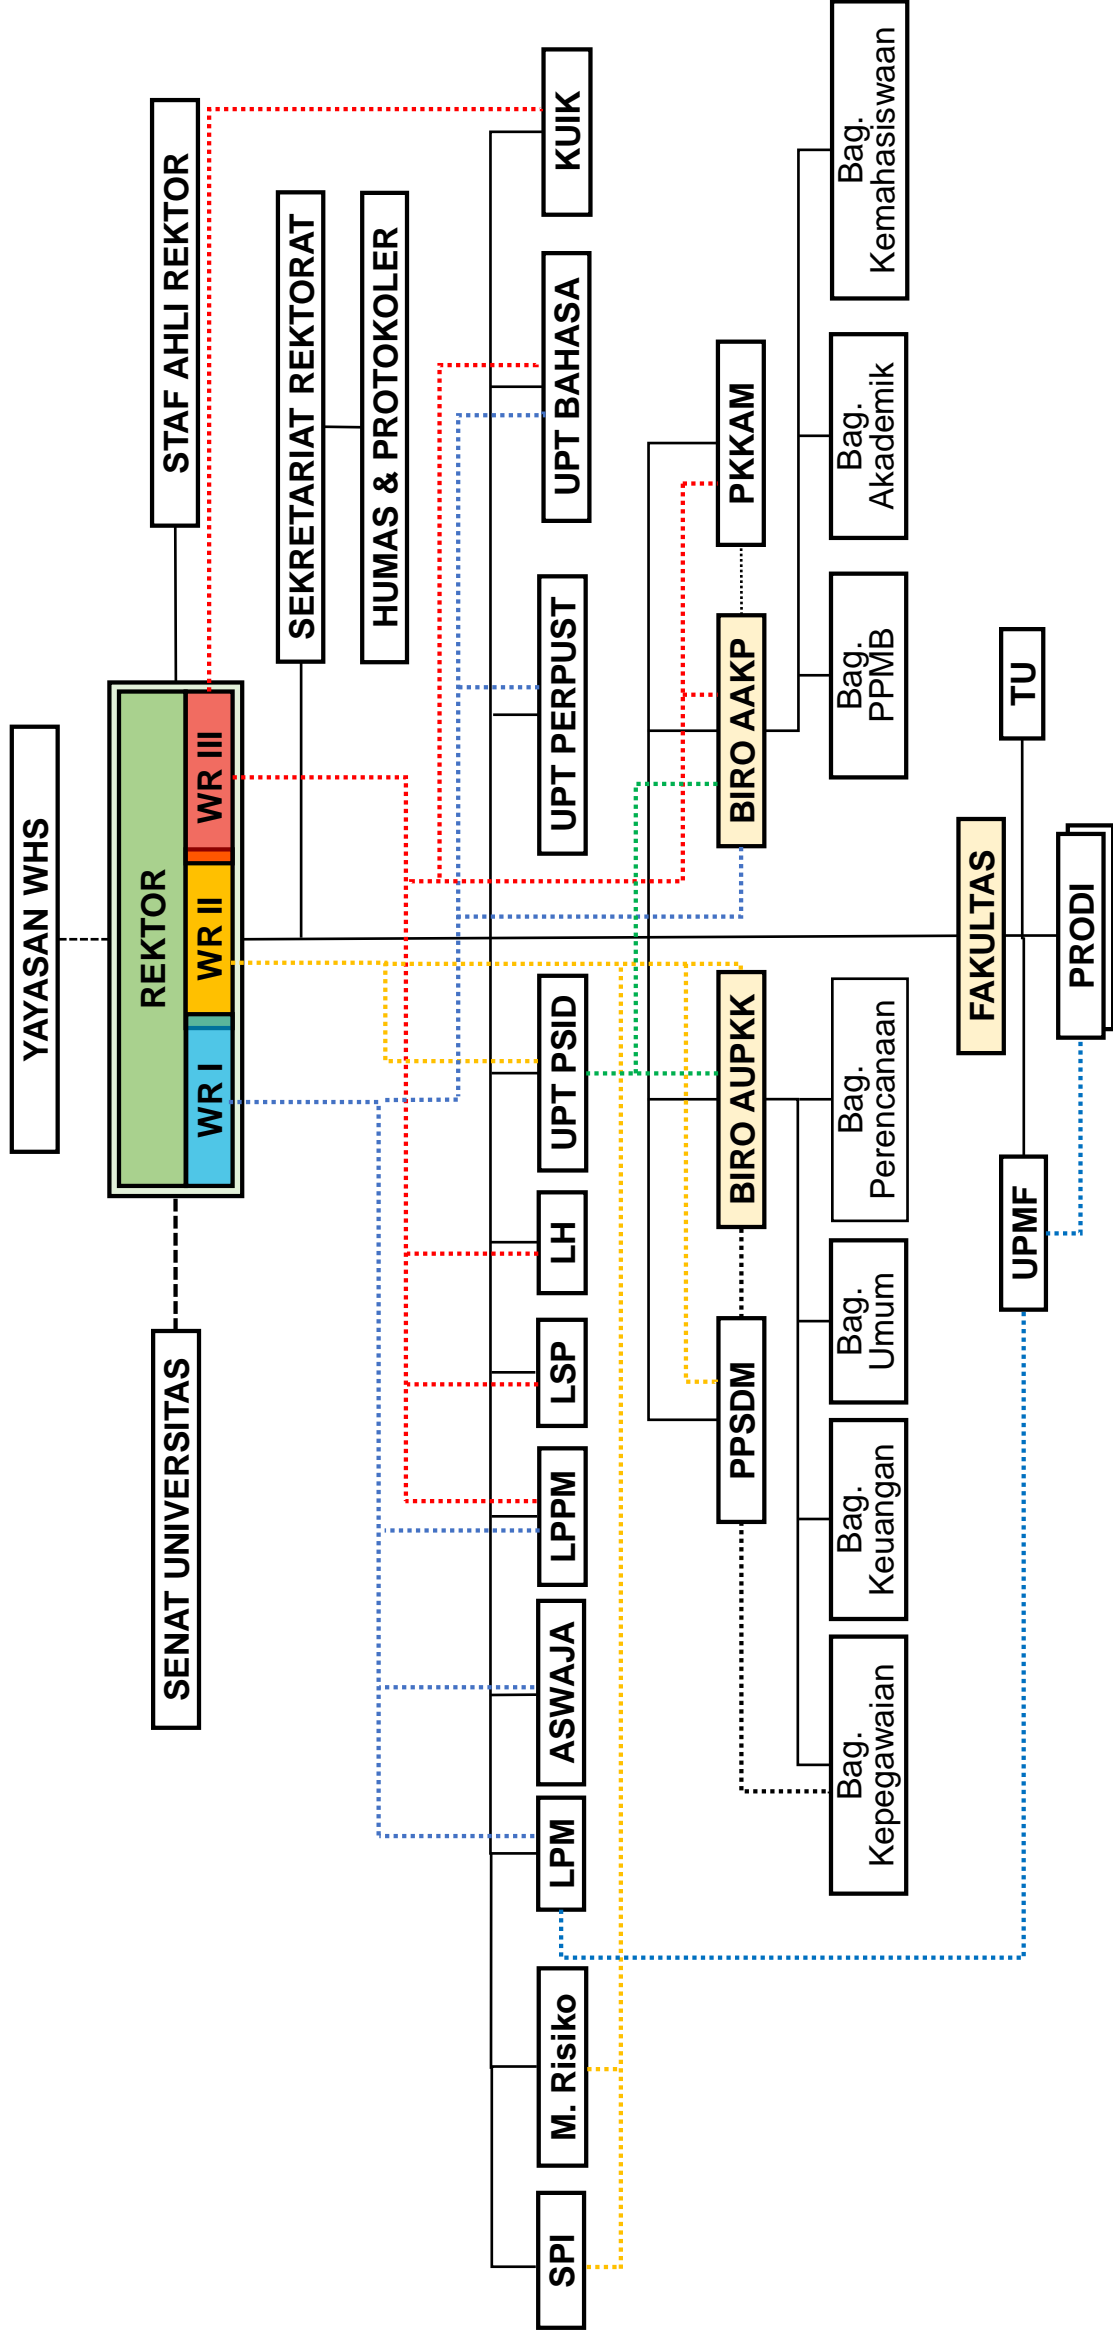 YAYASAN WHS
REKTOR
WR I
WR II
WR III
SENAT UNIVERSITAS
STAF AHLI REKTOR
SEKRETARIAT REKTORAT
HUMAS & PROTOKOLER
SPI
M. Risiko
LPM
ASWAJA
LPPM
LSP
LH
UPT PSID
UPT PERPUST
UPT BAHASA
KUIK
PPSDM
BIRO AUPKK
BIRO AAKP
PKKAM
Bag.
Kepegawaian
Bag.
Keuangan
Bag.
Umum
Bag.
Perencanaan
Bag.
PPMB
Bag.
Akademik
Bag.
Kemahasiswaan
FAKULTAS
UPMF
TU
PRODI